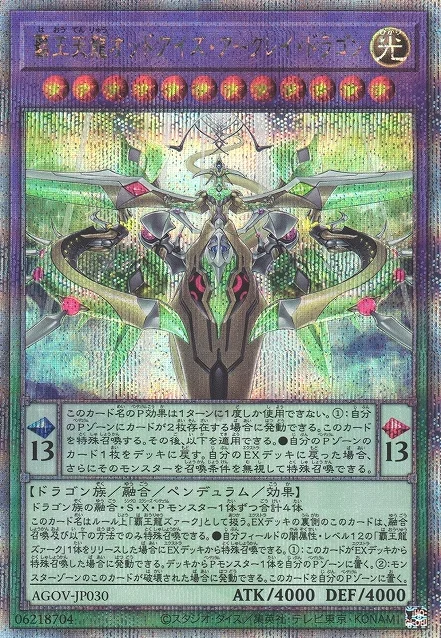 覇王天龍オッドアイズ・アークレイ・ドラゴン
光
このカード名のP効果は1ターンに1度しか使用できない。①：自分
のPゾーンにカードが2枚存在する場合に発動できる。このカード
を特殊召喚する。その後、以下を適用できる。●自分のPゾーンの
カード1枚をデッキに戻す。自分のEXデッキに戻った場合、
さらにそのモンスターを召喚条件を無視して特殊召喚できる。
13
13
【ドラゴン族／融合／ペンデュラム／効果】
ドラゴン族の融合・S・X・Pモンスター1体ずつ合計4体
このカード名はルール上「覇王龍ズァーク」として扱う。EXデッキの裏側のこのカードは、融合
召喚及び以下の方法でのみ特殊召喚できる。●自分フィールドの闇属性・レベル12の「覇王龍
ズァーク」1体をリリースした場合にEXデッキから特殊召喚できる。①：このカードがEXデッキから
特殊召喚した場合に発動できる。デッキからPモンスター1体を自分のPゾーンに置く。②：モン
スターゾーンのこのカードが破壊された場合に発動できる。このカードを自分のPゾーンに置く。
AGOV-JP030
ATK/4000
DEF/4000
06218704
©スタジオ・ダイス／集英社・テレビ東京・KONAMI